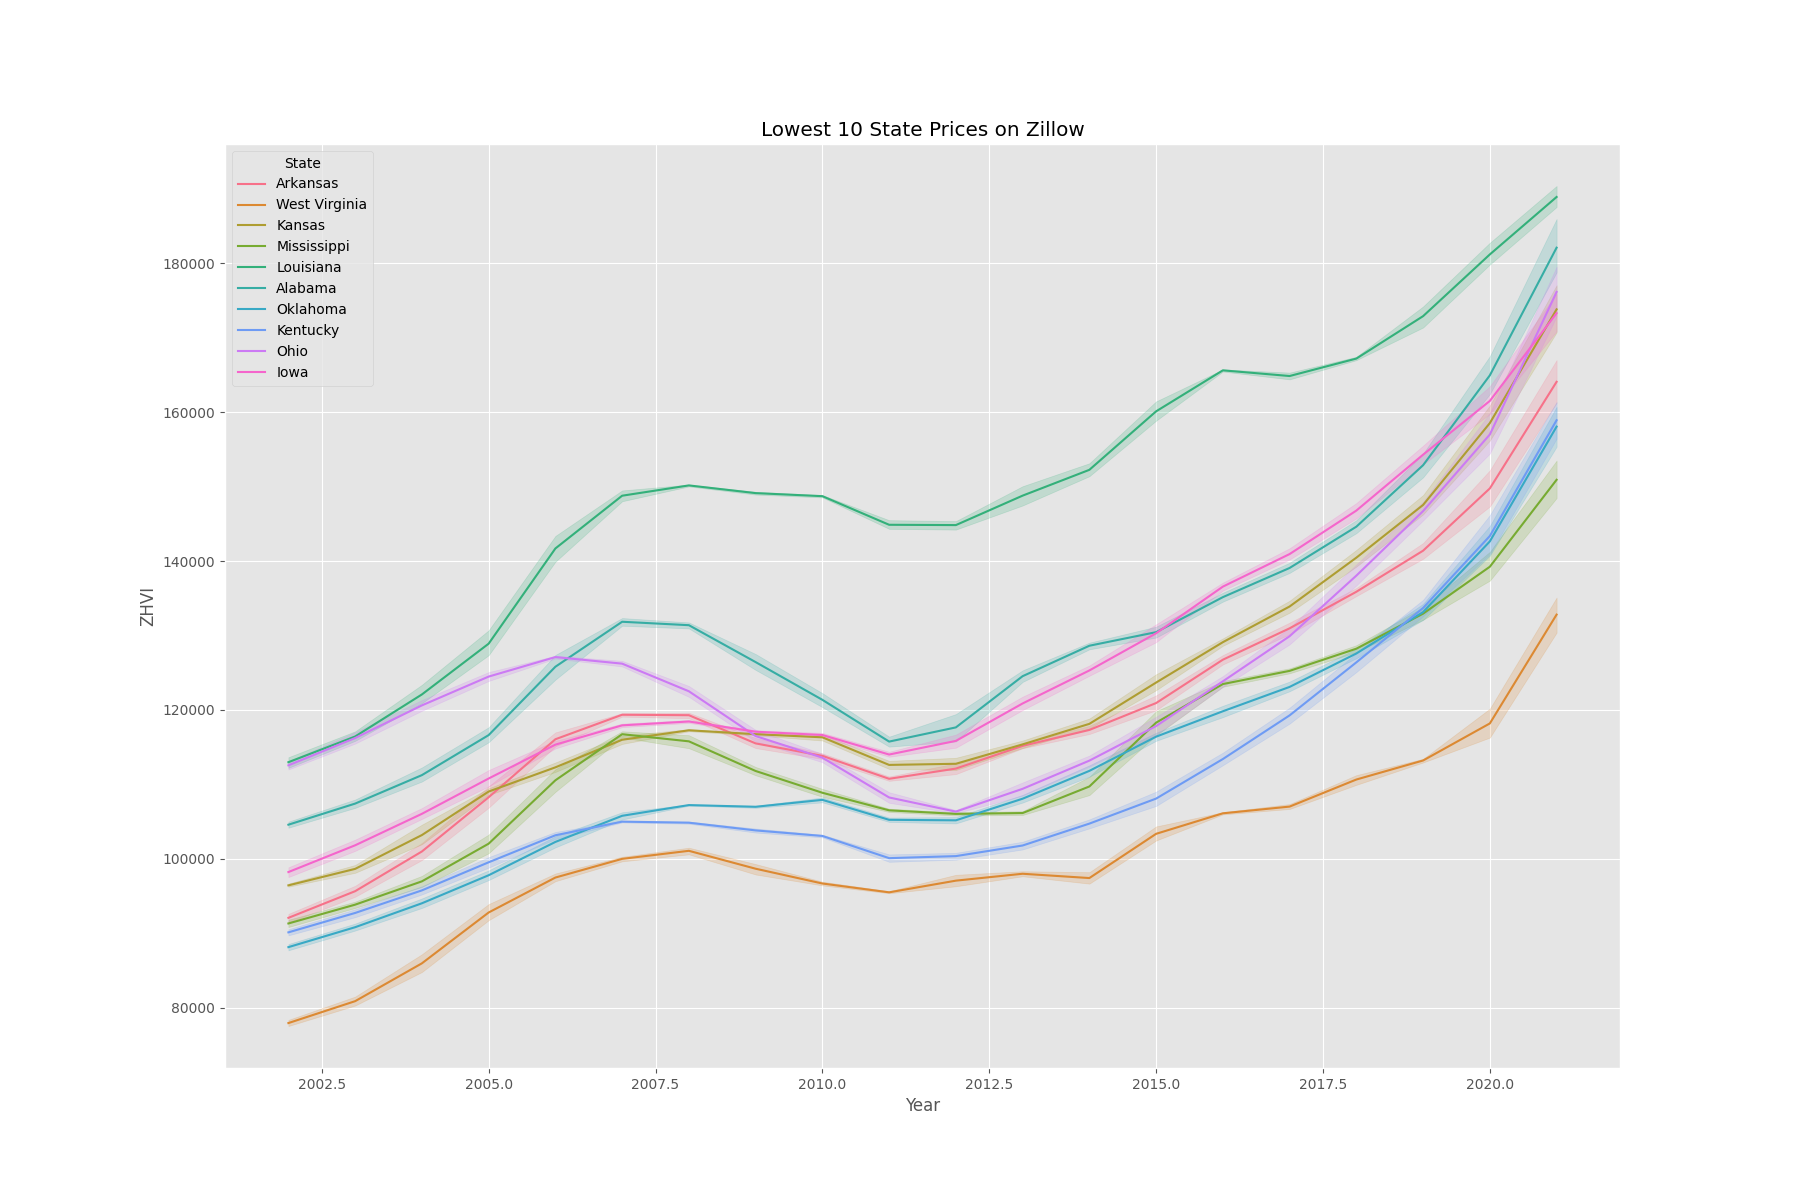 Lowest 10 State Prices on Zillow
State
Arkansas
West Virginia
Kansas
Mississippi
Louisiana
Alabama
Oklahoma
Kentucky
Ohio
Iowa
180000
160000
140000
120000
100000
80000
ZHVI
2002.5 2005.0 2007.5 2010.0 2012.5 2015.0 2017.5 2020.0
Year